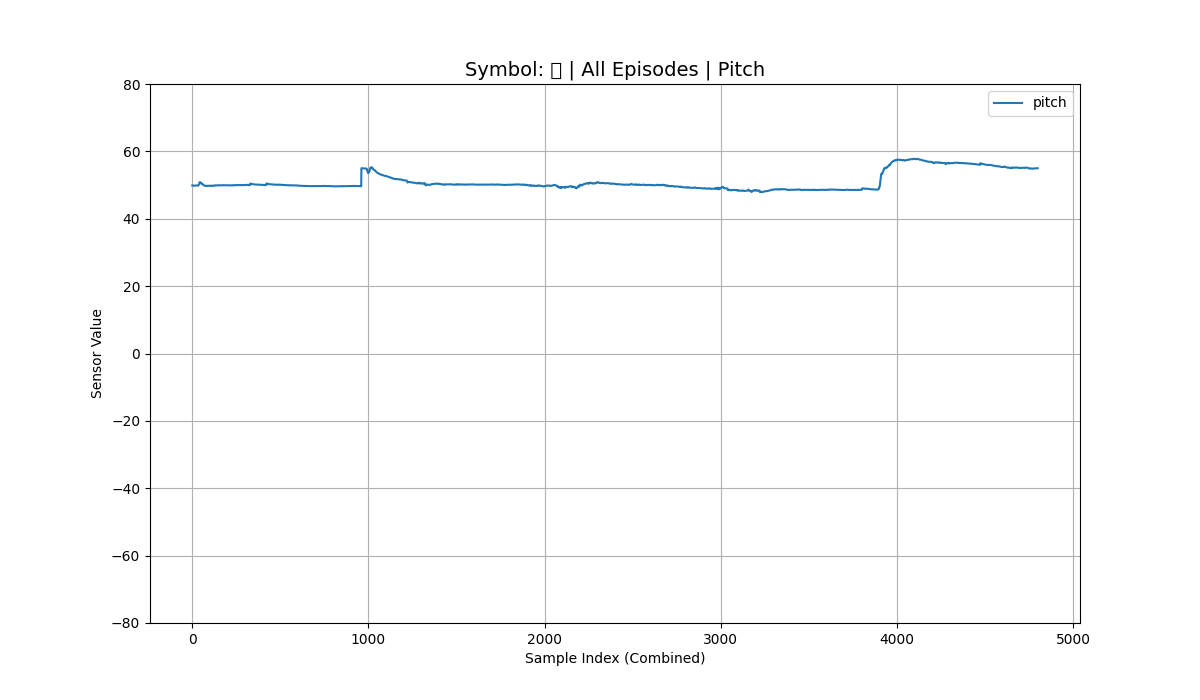 Symbol: | All Episodes | Pitch
pitch
80
60
40
20
0
−20
−40
−60
−80
Sensor Value
0 1000 2000 3000 4000 5000
Sample Index (Combined)